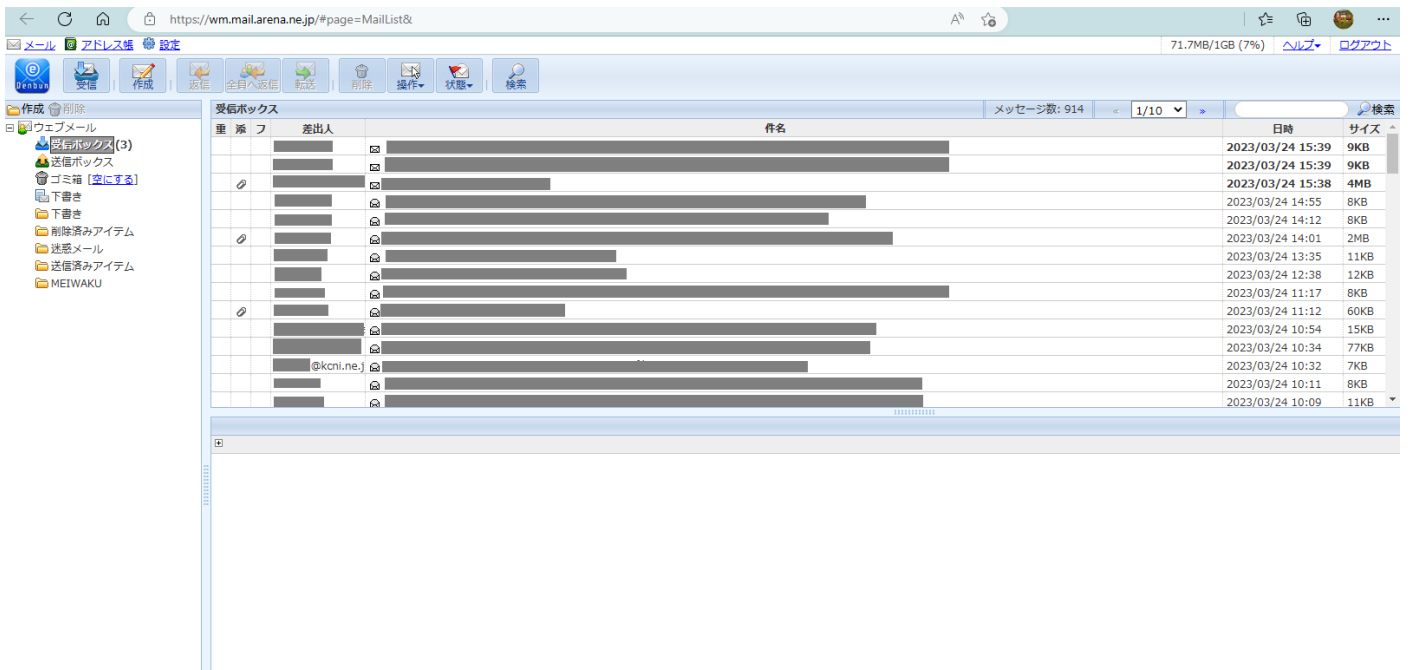 https://wm.mail.arena.ne.jp/#page=MailList&
メール アドレス帳 設定 71.7MB/1GB (7%) ヘルプ▾ ログアウト
e Denbun 受信 作成 返信 全員へ返信 転送 削除 操作▾ 状態▾ 検索
作成 削除 受信ボックス メッセージ数: 914 « 1/10 » 検索
重 添 フ 差出人 件名 日時 サイズ
ウェブメール
受信ボックス(3)
送信ボックス
ゴミ箱 [空にする]
下書き
下書き
削除済みアイテム
迷惑メール
送信済みアイテム
MEIWAKU
2023/03/24 15:39 9KB
2023/03/24 15:39 9KB
2023/03/24 15:38 4MB
2023/03/24 14:55 8KB
2023/03/24 14:12 8KB
2023/03/24 14:01 2MB
2023/03/24 13:35 11KB
2023/03/24 12:38 12KB
2023/03/24 11:17 8KB
2023/03/24 11:12 60KB
2023/03/24 10:54 15KB
2023/03/24 10:34 77KB
@kcni.ne.j 2023/03/24 10:32 7KB
2023/03/24 10:11 8KB
2023/03/24 10:09 11KB